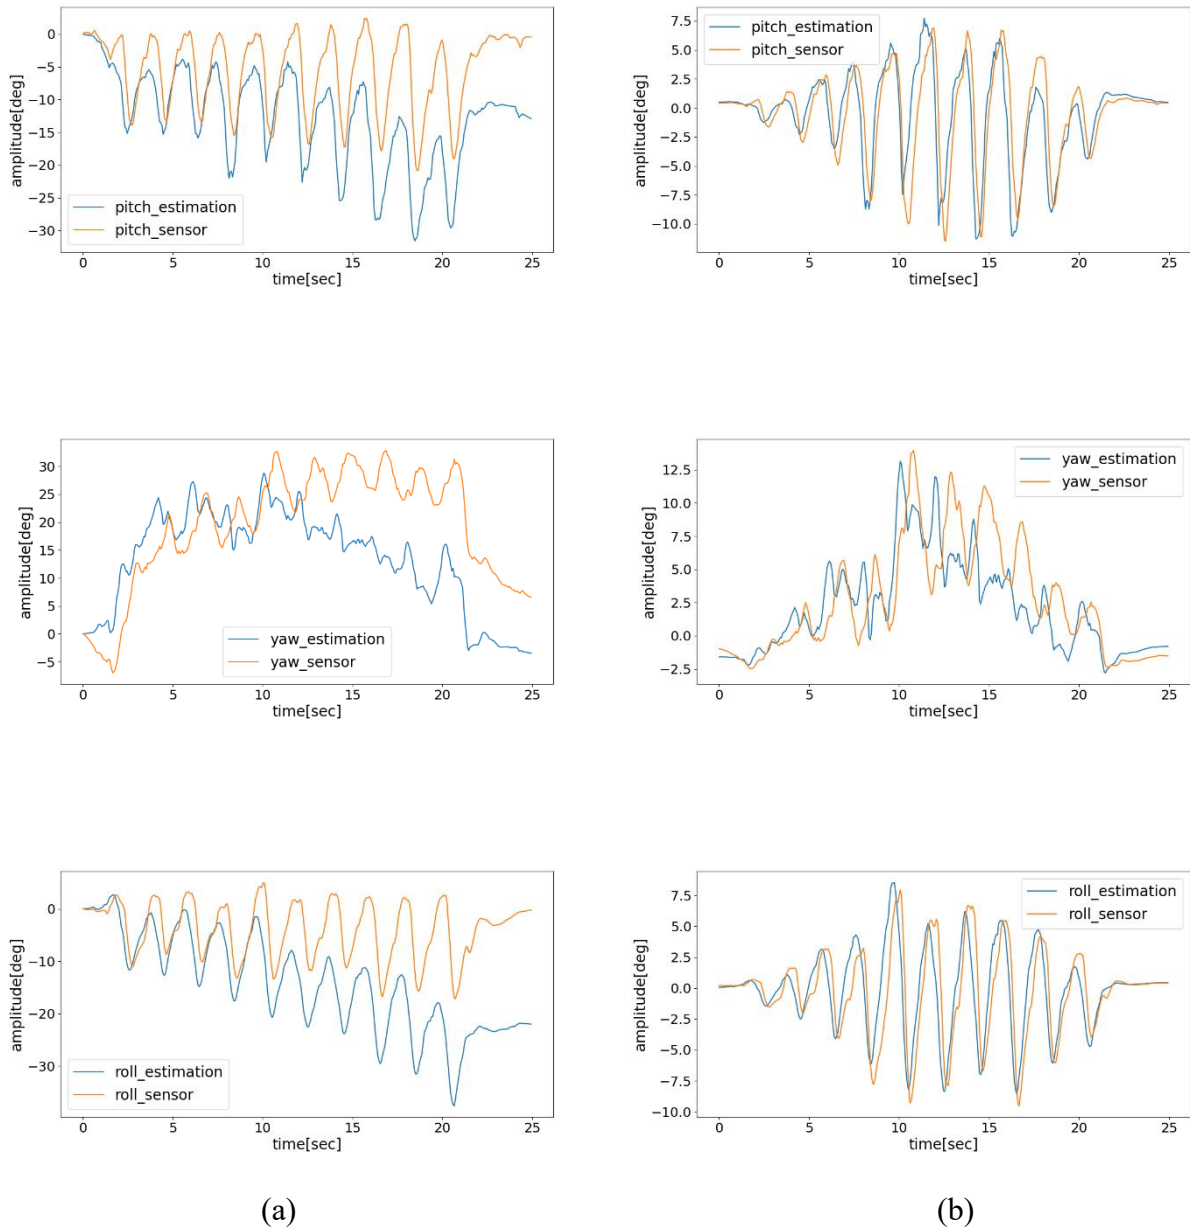 0
−5
−10
−15
−20
−25
−30
amplitude[deg]
pitch_estimation
pitch_sensor
0 5 10 15 20 25
time[sec]
7.5
5.0
2.5
0.0
−2.5
−5.0
−7.5
−10.0
amplitude[deg]
pitch_estimation
pitch_sensor
0 5 10 15 20 25
time[sec]
30
25
20
15
10
5
0
−5
amplitude[deg]
yaw_estimation
yaw_sensor
0 5 10 15 20 25
time[sec]
12.5
10.0
7.5
5.0
2.5
0.0
−2.5
amplitude[deg]
yaw_estimation
yaw_sensor
0 5 10 15 20 25
time[sec]
0
−10
−20
−30
amplitude[deg]
roll_estimation
roll_sensor
0 5 10 15 20 25
time[sec]
7.5
5.0
2.5
0.0
−2.5
−5.0
−7.5
−10.0
amplitude[deg]
roll_estimation
roll_sensor
0 5 10 15 20 25
time[sec]
(a) (b)